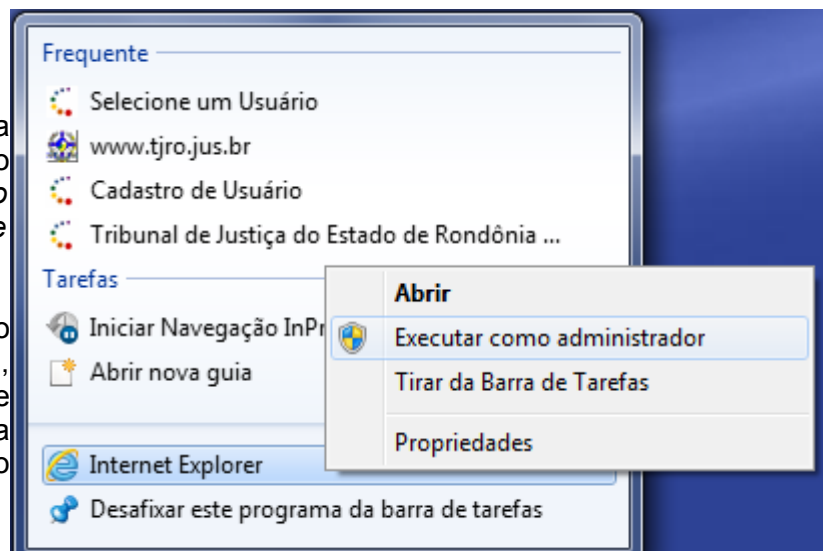 Frequente
Selecione um Usuário
www.tjro.jus.br
Cadastro de Usuário
Tribunal de Justiça do Estado de Rondônia ...
Tarefas
Iniciar Navegação InPr
Abrir nova guia
Internet Explorer
Desafixar este programa da barra de tarefas
Abrir
Executar como administrador
Tirar da Barra de Tarefas
Propriedades